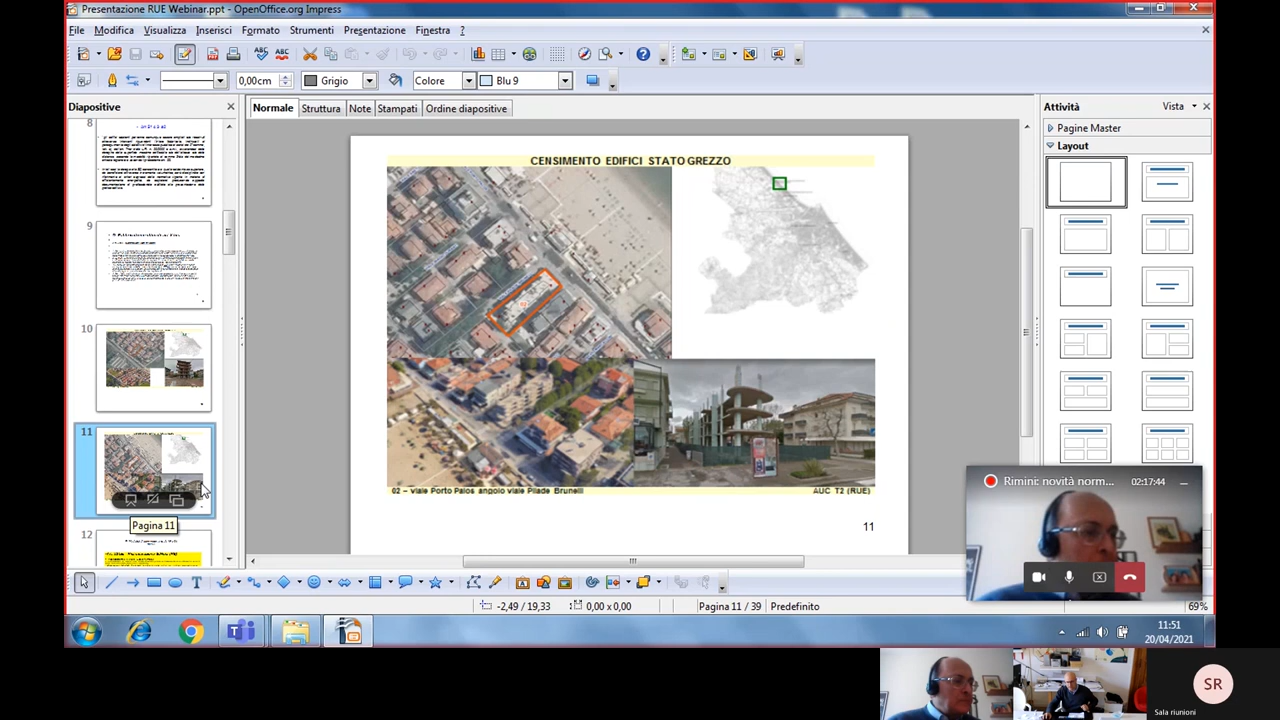 Presentazione RUE Webinar.ppt - OpenOffice.org Impress
File Modifica Visualizza Inserisci Formato Strumenti Presentazione Finestra ?
0,00cm Grigio Colore Blu 9
Diapositive
Normale Struttura Note Stampati Ordine diapositive
Attività Vista
Pagine Master
Layout
8
9
10
11
Pagina 11
12
CENSIMENTO EDIFICI STATO GREZZO
02 – viale Porto Palos angolo viale Pilade Brunelli
AUC T2 (RUE)
11
Rimini: novità norm... 02:17:44
-2,49 / 19,33 0,00 x 0,00 Pagina 11 / 39 Predefinito 69%
11:51
20/04/2021
SR
Sala riunioni